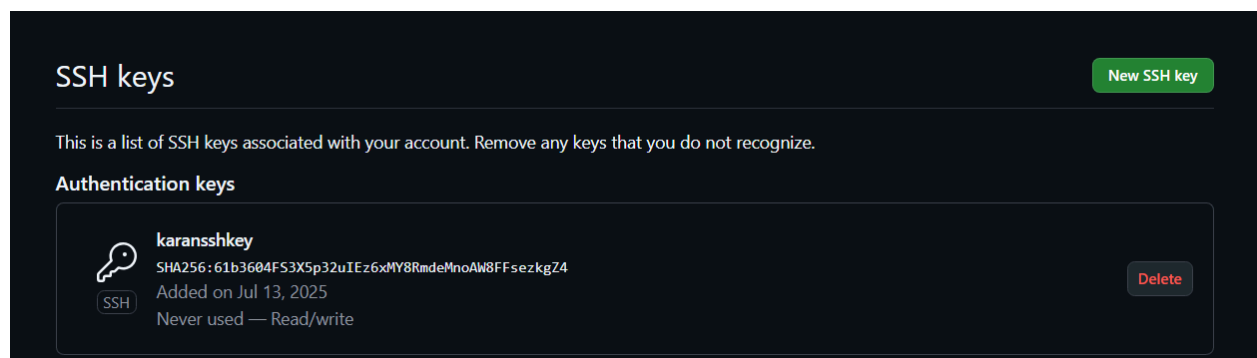 SSH keys
New SSH key
This is a list of SSH keys associated with your account. Remove any keys that you do not recognize.
Authentication keys
karansshkey
SHA256:61b3604FS3X5p32uIEz6xMY8RmdeMnoAW8FFsezkgZ4
Added on Jul 13, 2025
Never used — Read/write
SSH
Delete